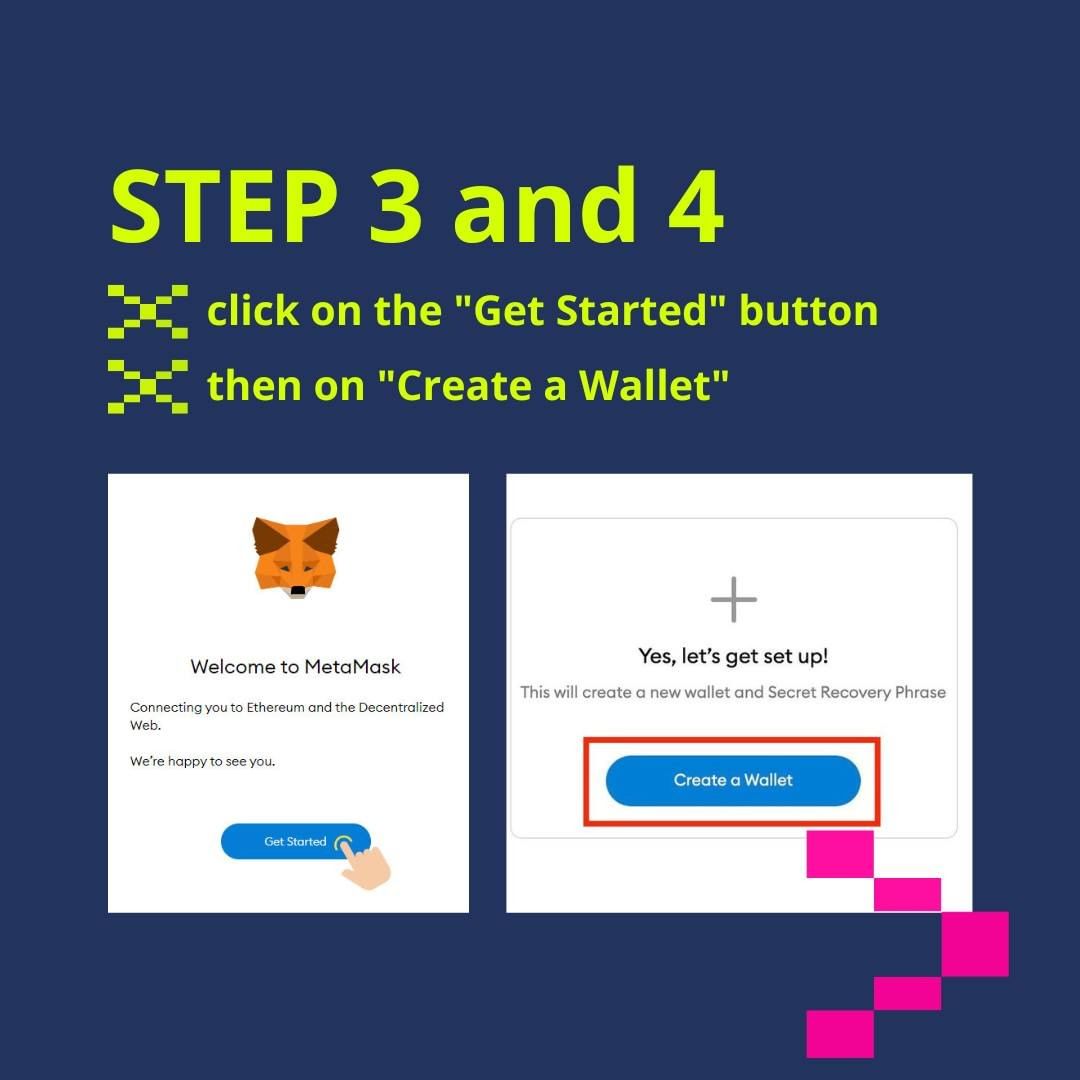 STEP 3 and 4
click on the "Get Started" button
then on "Create a Wallet"
Welcome to MetaMask
Connecting you to Ethereum and the Decentralized
Web.
We're happy to see you.
Get Started
Yes, let's get set up!
This will create a new wallet and Secret Recovery Phrase
Create a Wallet